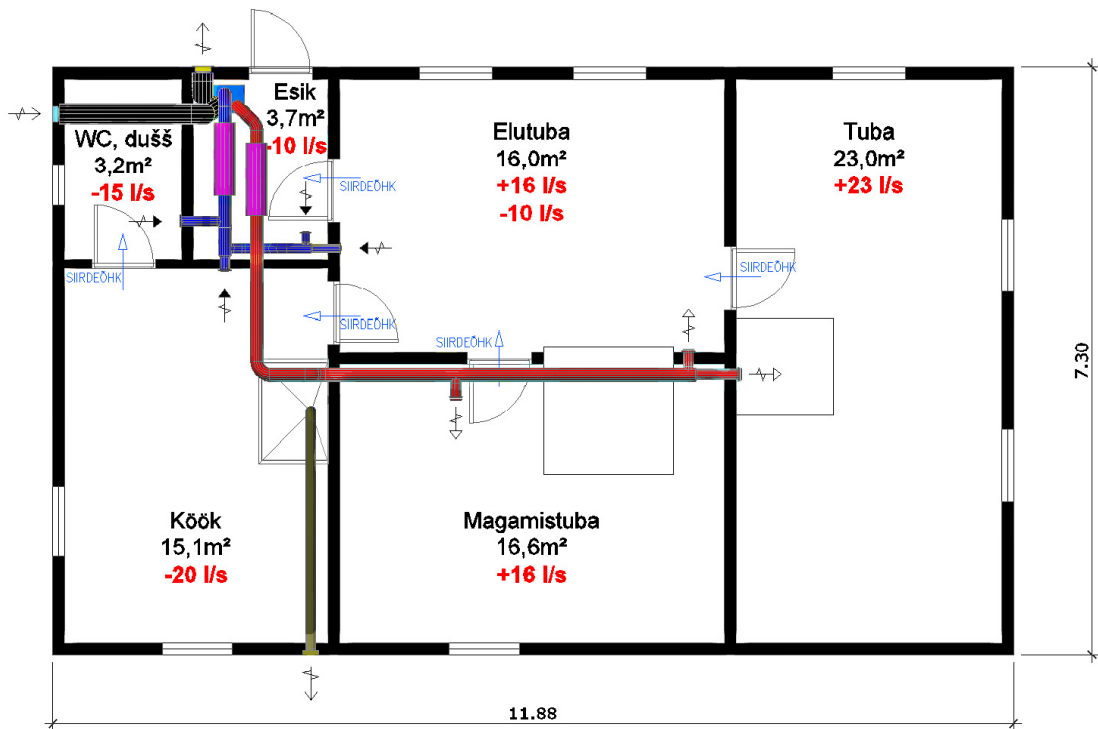 WC, dušš
3,2m²
-15 l/s
Esik
3,7m²
-10 l/s
SIIRDEÕHK
Elutuba
16,0m²
+16 l/s
-10 l/s
Tuba
23,0m²
+23 l/s
SIIRDEÕHK
SIIRDEÕHK
SIIRDEÕHK
SIIRDEÕHK
7.30
Köök
15,1m²
-20 l/s
Magamistuba
16,6m²
+16 l/s
11.88